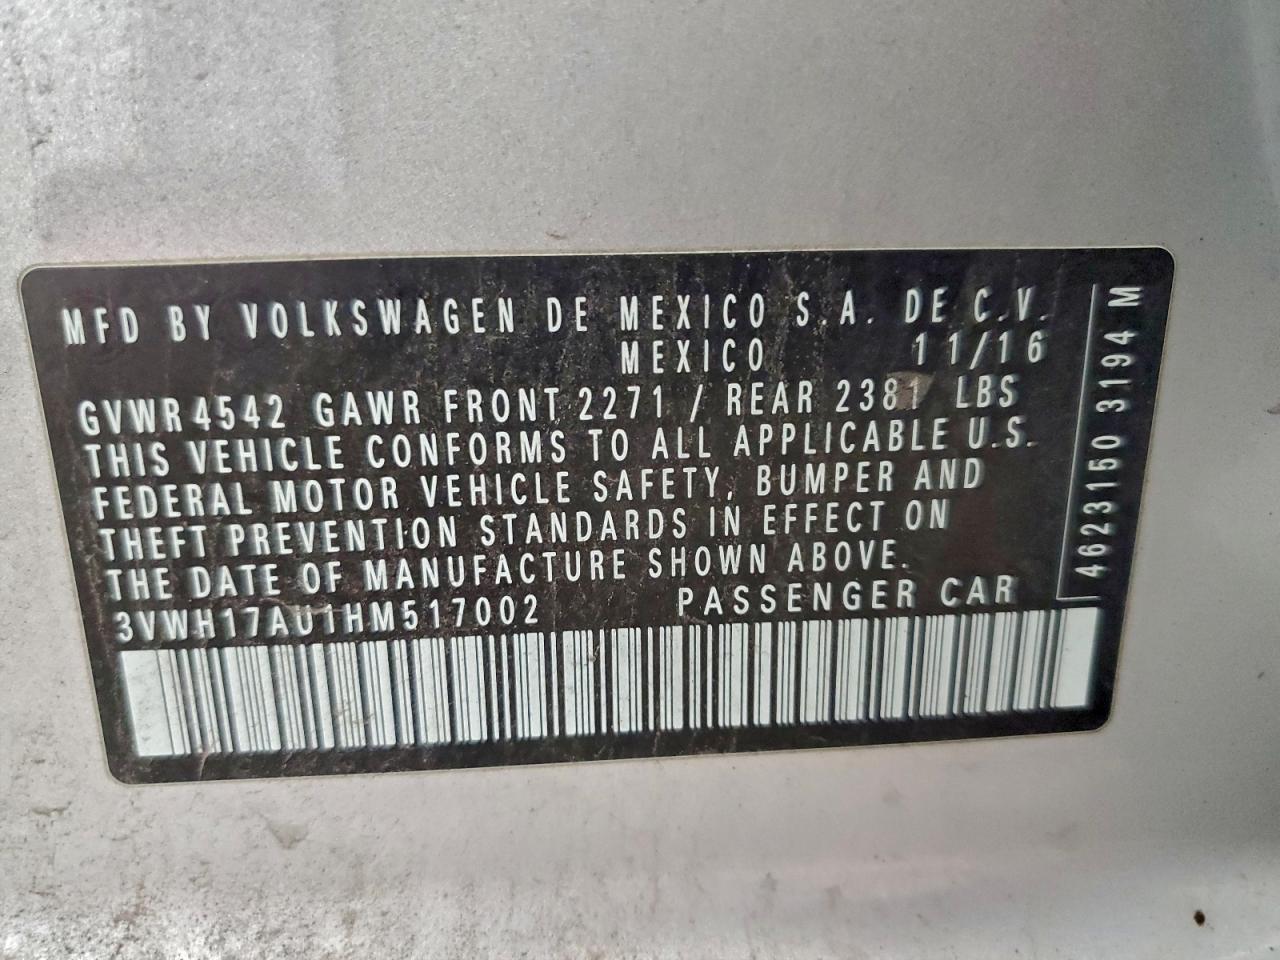 MFD BY VOLKSWAGEN DE MEXICO S.A. DE C.V.
MEXICO 11/16
GVWR 4542 GAWR FRONT 2271 / REAR 2381 LBS
THIS VEHICLE CONFORMS TO ALL APPLICABLE U.S.
FEDERAL MOTOR VEHICLE SAFETY, BUMPER AND
THEFT PREVENTION STANDARDS IN EFFECT ON
THE DATE OF MANUFACTURE SHOWN ABOVE.
3VWH17AU1HM517002 PASSENGER CAR
4623150 3194 M